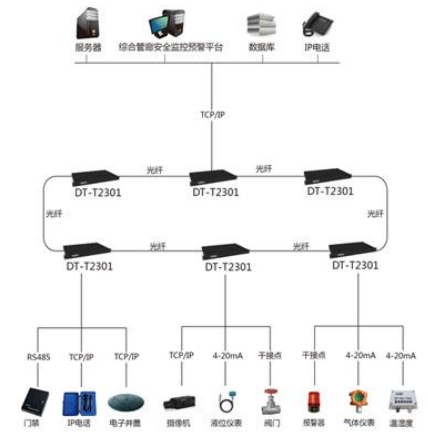 服务器
综合管廊安全监控预警平台
数据库
IP电话
TCP/IP
光纤
光纤
DT-T2301
DT-T2301
DT-T2301
光纤
光纤
光纤
光纤
DT-T2301
DT-T2301
DT-T2301
RS485
TCP/IP
TCP/IP
TCP/IP
4-20mA
干接点
干接点
4-20mA
4-20mA
门禁
IP电话
电子井盖
摄像机
液位仪表
阀门
报警器
气体仪表
温湿度